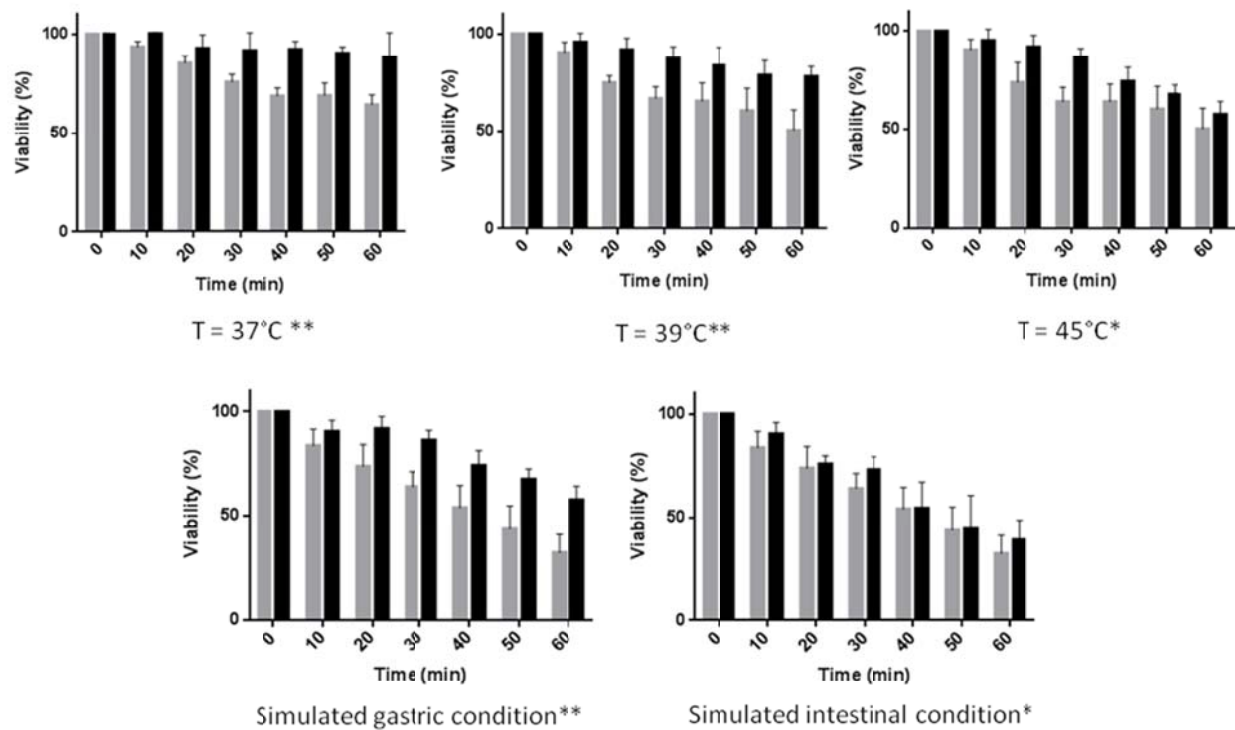 Viability (%)
100
50
0
0 10 20 30 40 50 60
Time (min)
T = 37°C **
Viability (%)
100
50
0
0 10 20 30 40 50 60
Time (min)
T = 39°C**
Viability (%)
100
50
0
0 10 20 30 40 50 60
Time (min)
T = 45°C*
Viability (%)
100
50
0
0 10 20 30 40 50 60
Time (min)
Simulated gastric condition**
Viability (%)
100
50
0
0 10 20 30 40 50 60
Time (min)
Simulated intestinal condition*